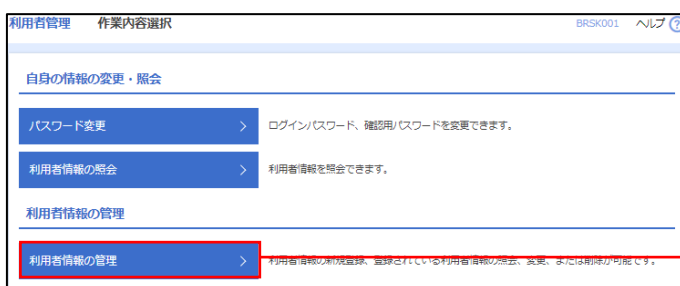 利用者管理 作業内容選択 BRSK001 ヘルプ ?
自身の情報の変更・照会
パスワード変更 ログインパスワード、確認用パスワードを変更できます。
利用者情報の照会 利用者情報を照会できます。
利用者情報の管理
利用者情報の管理 利用者情報の新規登録、登録されている利用者情報の照会、変更、または削除が可能です。